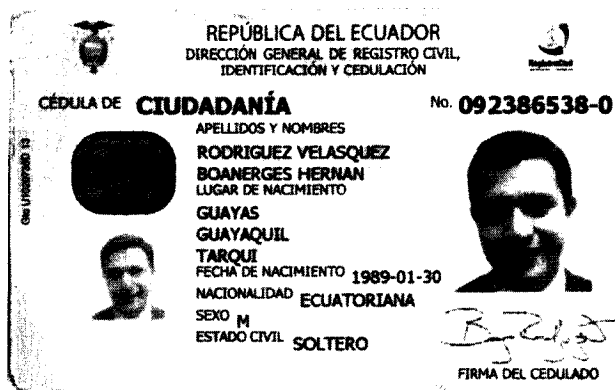 REPÚBLICA DEL ECUADOR
DIRECCIÓN GENERAL DE REGISTRO CIVIL,
IDENTIFICACIÓN Y CEDULACIÓN
CÉDULA DE CIUDADANÍA No. 092386538-0
APELLIDOS Y NOMBRES
RODRIGUEZ VELASQUEZ
BOANERGES HERNAN
LUGAR DE NACIMIENTO
GUAYAS
GUAYAQUIL
TARQUI
FECHA DE NACIMIENTO 1989-01-30
NACIONALIDAD ECUATORIANA
SEXO M
ESTADO CIVIL SOLTERO
FIRMA DEL CEDULADO